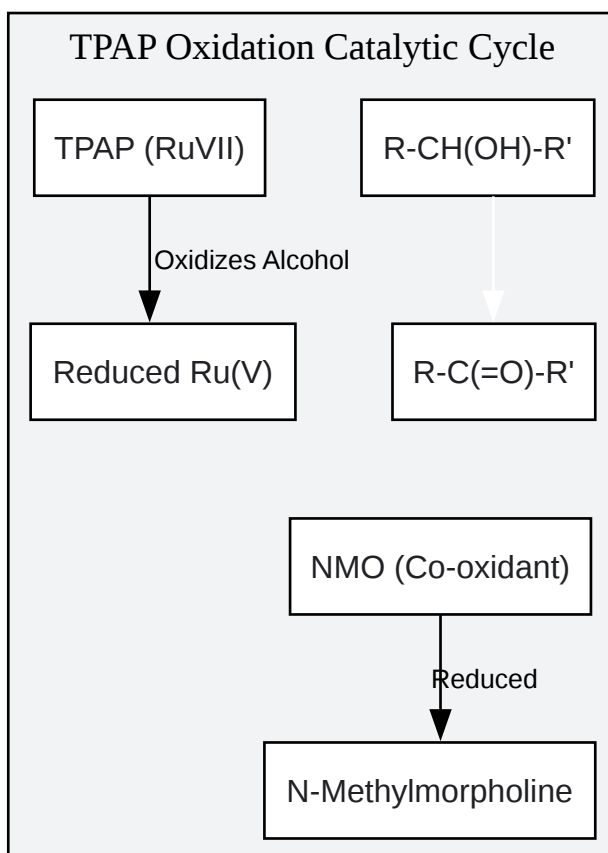 TPAP Oxidation Catalytic Cycle
TPAP (RuVII)
R-CH(OH)-R'
Oxidizes Alcohol
Reduced Ru(V)
R-C(=O)-R'
NMO (Co-oxidant)
Reduced
N-Methylmorpholine